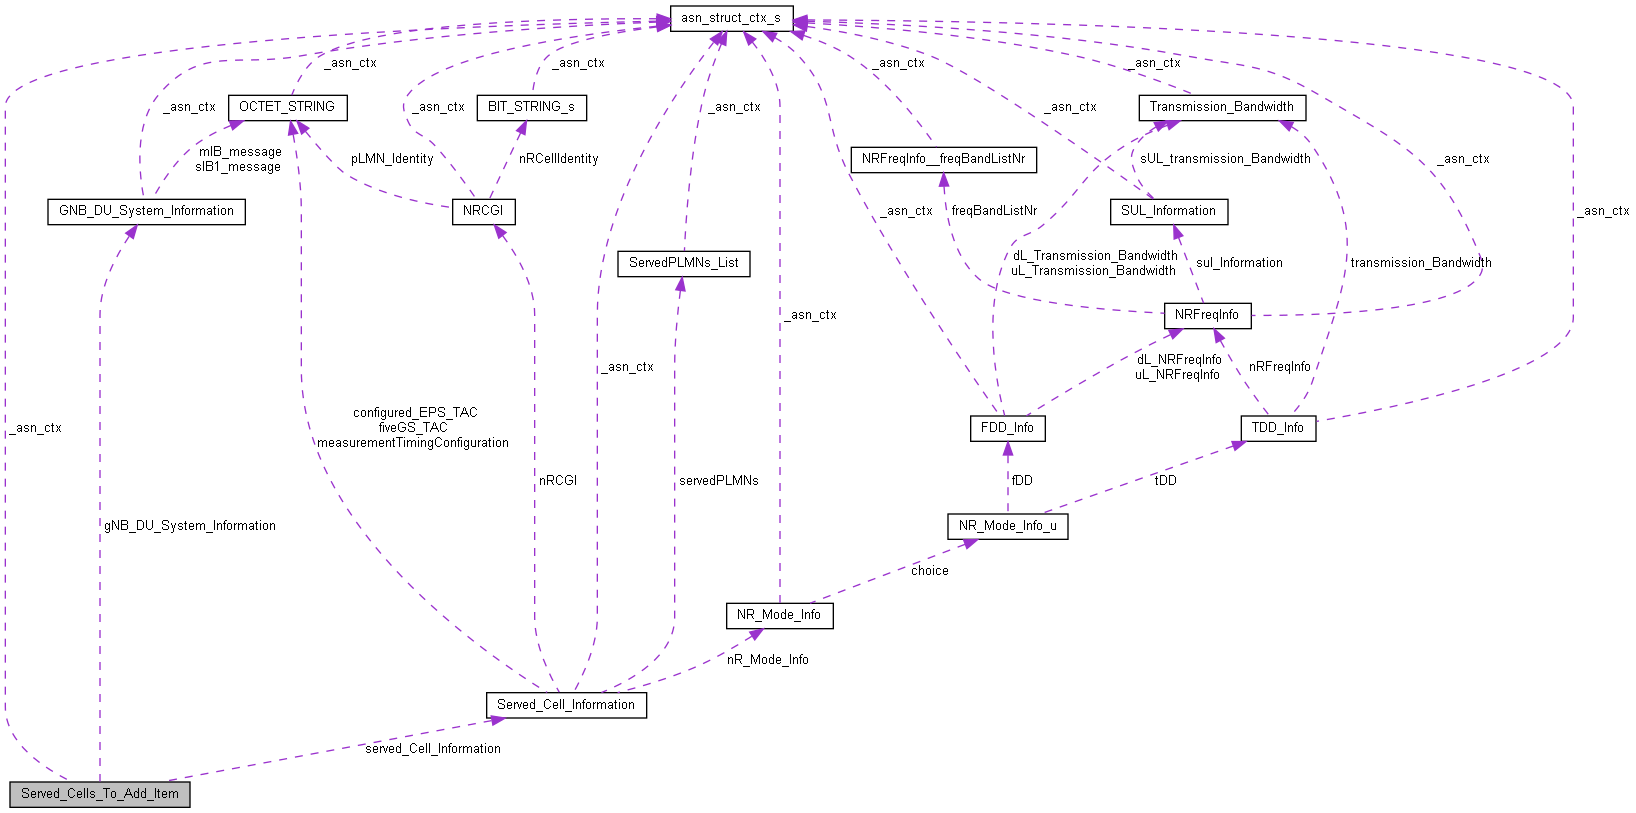 asn_struct_ctx_s
_asn_ctx
_asn_ctx
_asn_ctx
_asn_ctx
_asn_ctx
OCTET_STRING
BIT_STRING_s
Transmission_Bandwidth
_asn_ctx
_asn_ctx
_asn_ctx
mIB_message
sIB1_message
pLMN_Identity
nRCellIdentity
NRFreqInfo__freqBandListNr
sUL_transmission_Bandwidth
_asn_ctx
GNB_DU_System_Information
NRCGI
_asn_ctx
freqBandListNr
SUL_Information
_asn_ctx
ServedPLMNs_List
dL_Transmission_Bandwidth
uL_Transmission_Bandwidth
sul_Information
transmission_Bandwidth
_asn_ctx
NRFreqInfo
_asn_ctx
dL_NRFreqInfo
uL_NRFreqInfo
nRFreqInfo
configured_EPS_TAC
fiveGS_TAC
measurementTimingConfiguration
_asn_ctx
FDD_Info
TDD_Info
nRCGI
servedPLMNs
fDD
tDD
gNB_DU_System_Information
NR_Mode_Info_u
choice
NR_Mode_Info
nR_Mode_Info
Served_Cell_Information
served_Cell_Information
Served_Cells_To_Add_Item